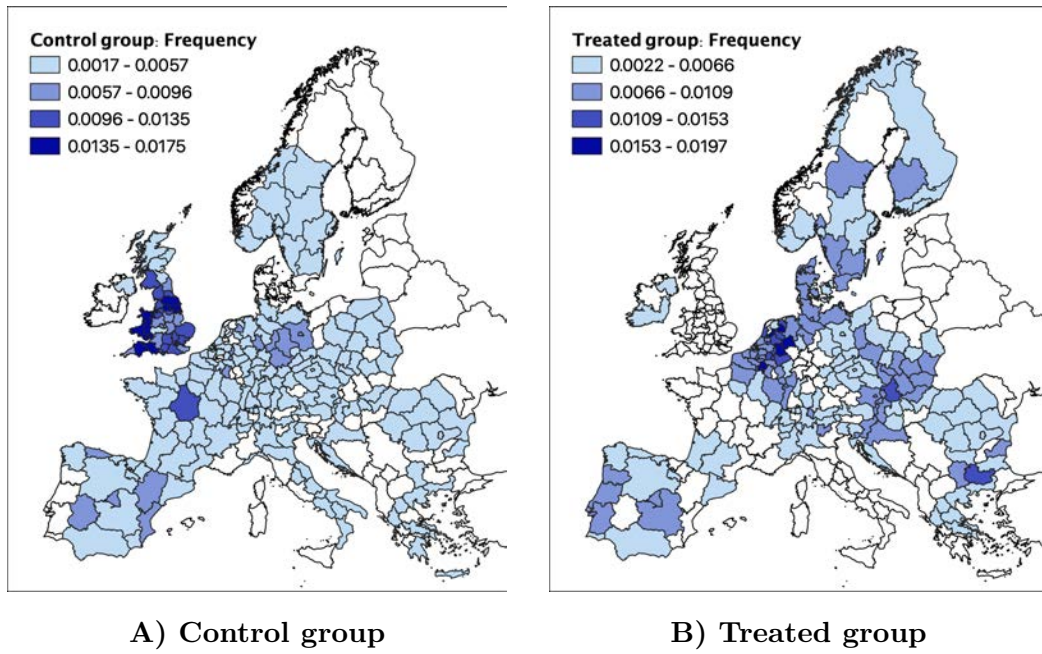 Control group: Frequency
0.0017 - 0.0057
0.0057 - 0.0096
0.0096 - 0.0135
0.0135 - 0.0175
Treated group: Frequency
0.0022 - 0.0066
0.0066 - 0.0109
0.0109 - 0.0153
0.0153 - 0.0197
A) Control group
B) Treated group